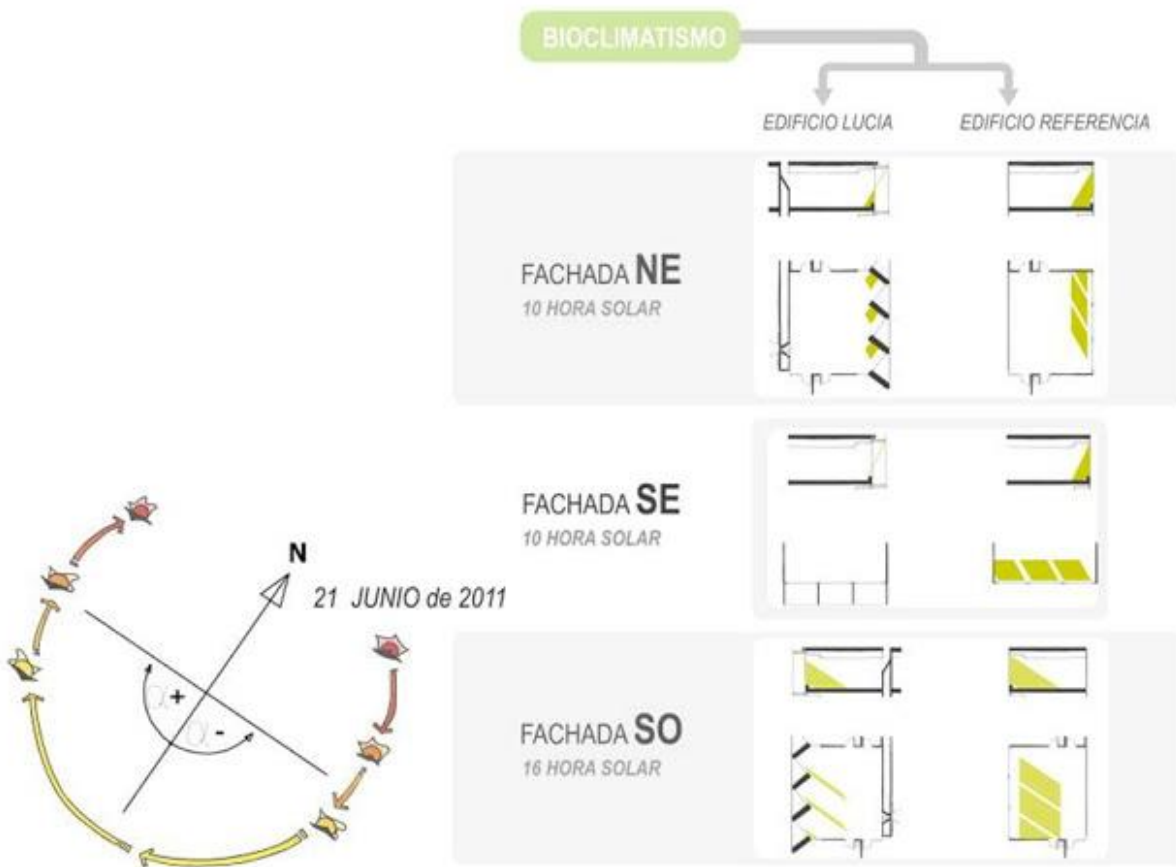 BIOCLIMATISMO
EDIFICIO LUCIA
EDIFICIO REFERENCIA
FACHADA NE
10 HORA SOLAR
FACHADA SE
10 HORA SOLAR
N
21 JUNIO de 2011
α+
α-
FACHADA SO
16 HORA SOLAR